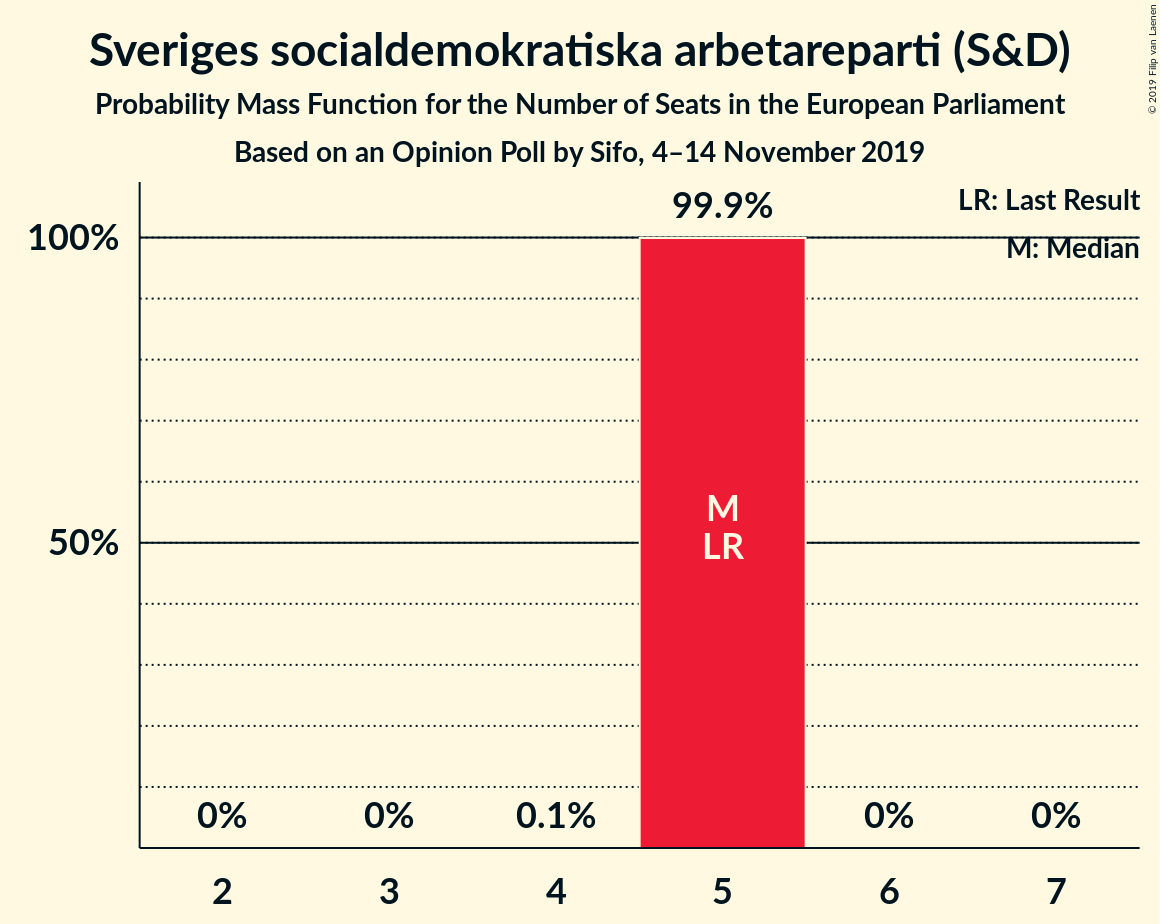 Sveriges socialdemokratiska arbetareparti (S&D)
Probability Mass Function for the Number of Seats in the European Parliament
Based on an Opinion Poll by Sifo, 4–14 November 2019
© 2019 Filip van Laenen
LR: Last Result
M: Median
99.9%
100%
50%
M
LR
0%
0%
0.1%
0%
0%
2
3
4
5
6
7